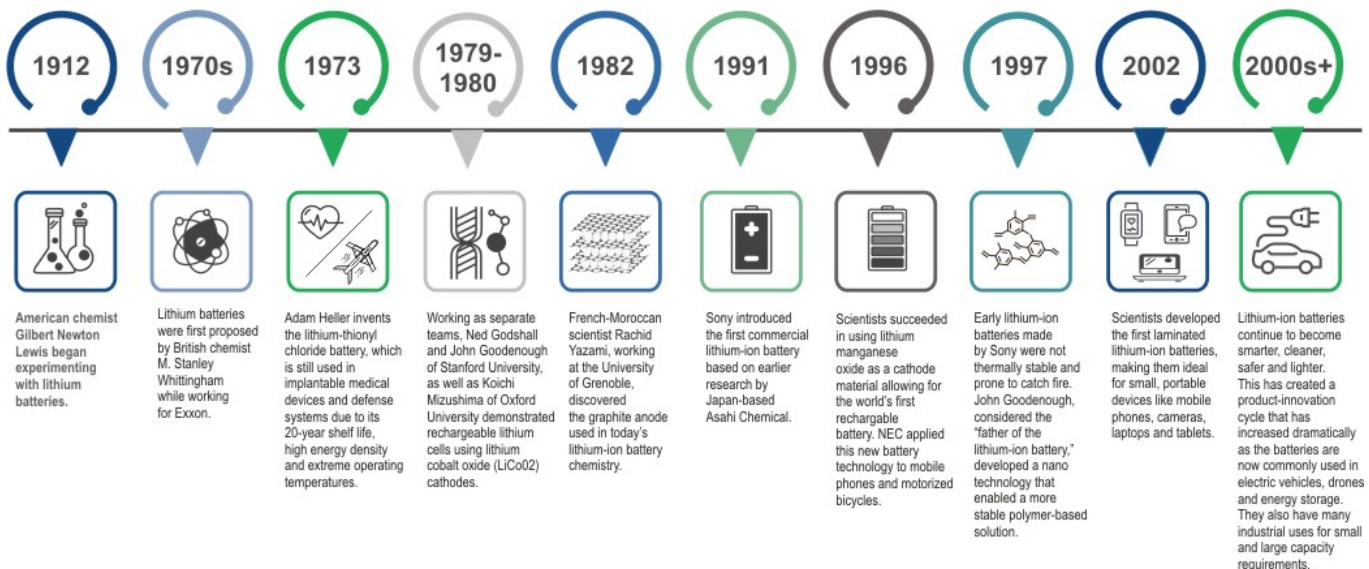 1912
1970s
1973
1979-
1980
1982
1991
1996
1997
2002
2000s+
American chemist
Gilbert Newton
Lewis began
experimenting
with lithium
batteries.
Lithium batteries
were first proposed
by British chemist
M. Stanley
Whittingham
while working
for Exxon.
Adam Heller invents
the lithium-thionyl
chloride battery, which
is still used in
implantable medical
devices and defense
systems due to its
20-year shelf life,
high energy density
and extreme operating
temperatures.
Working as separate
teams, Ned Godshall
and John Goodenough
of Stanford University,
as well as Koichi
Mizushima of Oxford
University demonstrated
rechargeable lithium
cells using lithium
cobalt oxide (LiCo02)
cathodes.
French-Moroccan
scientist Rachid
Yazami, working
at the University
of Grenoble,
discovered
the graphite anode
used in today's
lithium-ion battery
chemistry.
Sony introduced
the first commercial
lithium-ion battery
based on earlier
research by
Japan-based
Asahi Chemical.
Scientists succeeded
in using lithium
manganese
oxide as a cathode
material allowing for
the world's first
rechargable
battery. NEC applied
this new battery
technology to mobile
phones and motorized
bicycles.
Early lithium-ion
batteries made
by Sony were not
thermally stable and
prone to catch fire.
John Goodenough,
considered the
"father of the
lithium-ion battery,"
developed a nano
technology that
enabled a more
stable polymer-based
solution.
Scientists developed
the first laminated
lithium-ion batteries,
making them ideal
for small, portable
devices like mobile
phones, cameras,
laptops and tablets.
Lithium-ion batteries
continue to become
smarter, cleaner,
safer and lighter.
This has created a
product-innovation
cycle that has
increased dramatically
as the batteries are
now commonly used in
electric vehicles, drones
and energy storage.
They also have many
industrial uses for small
and large capacity
requirements.